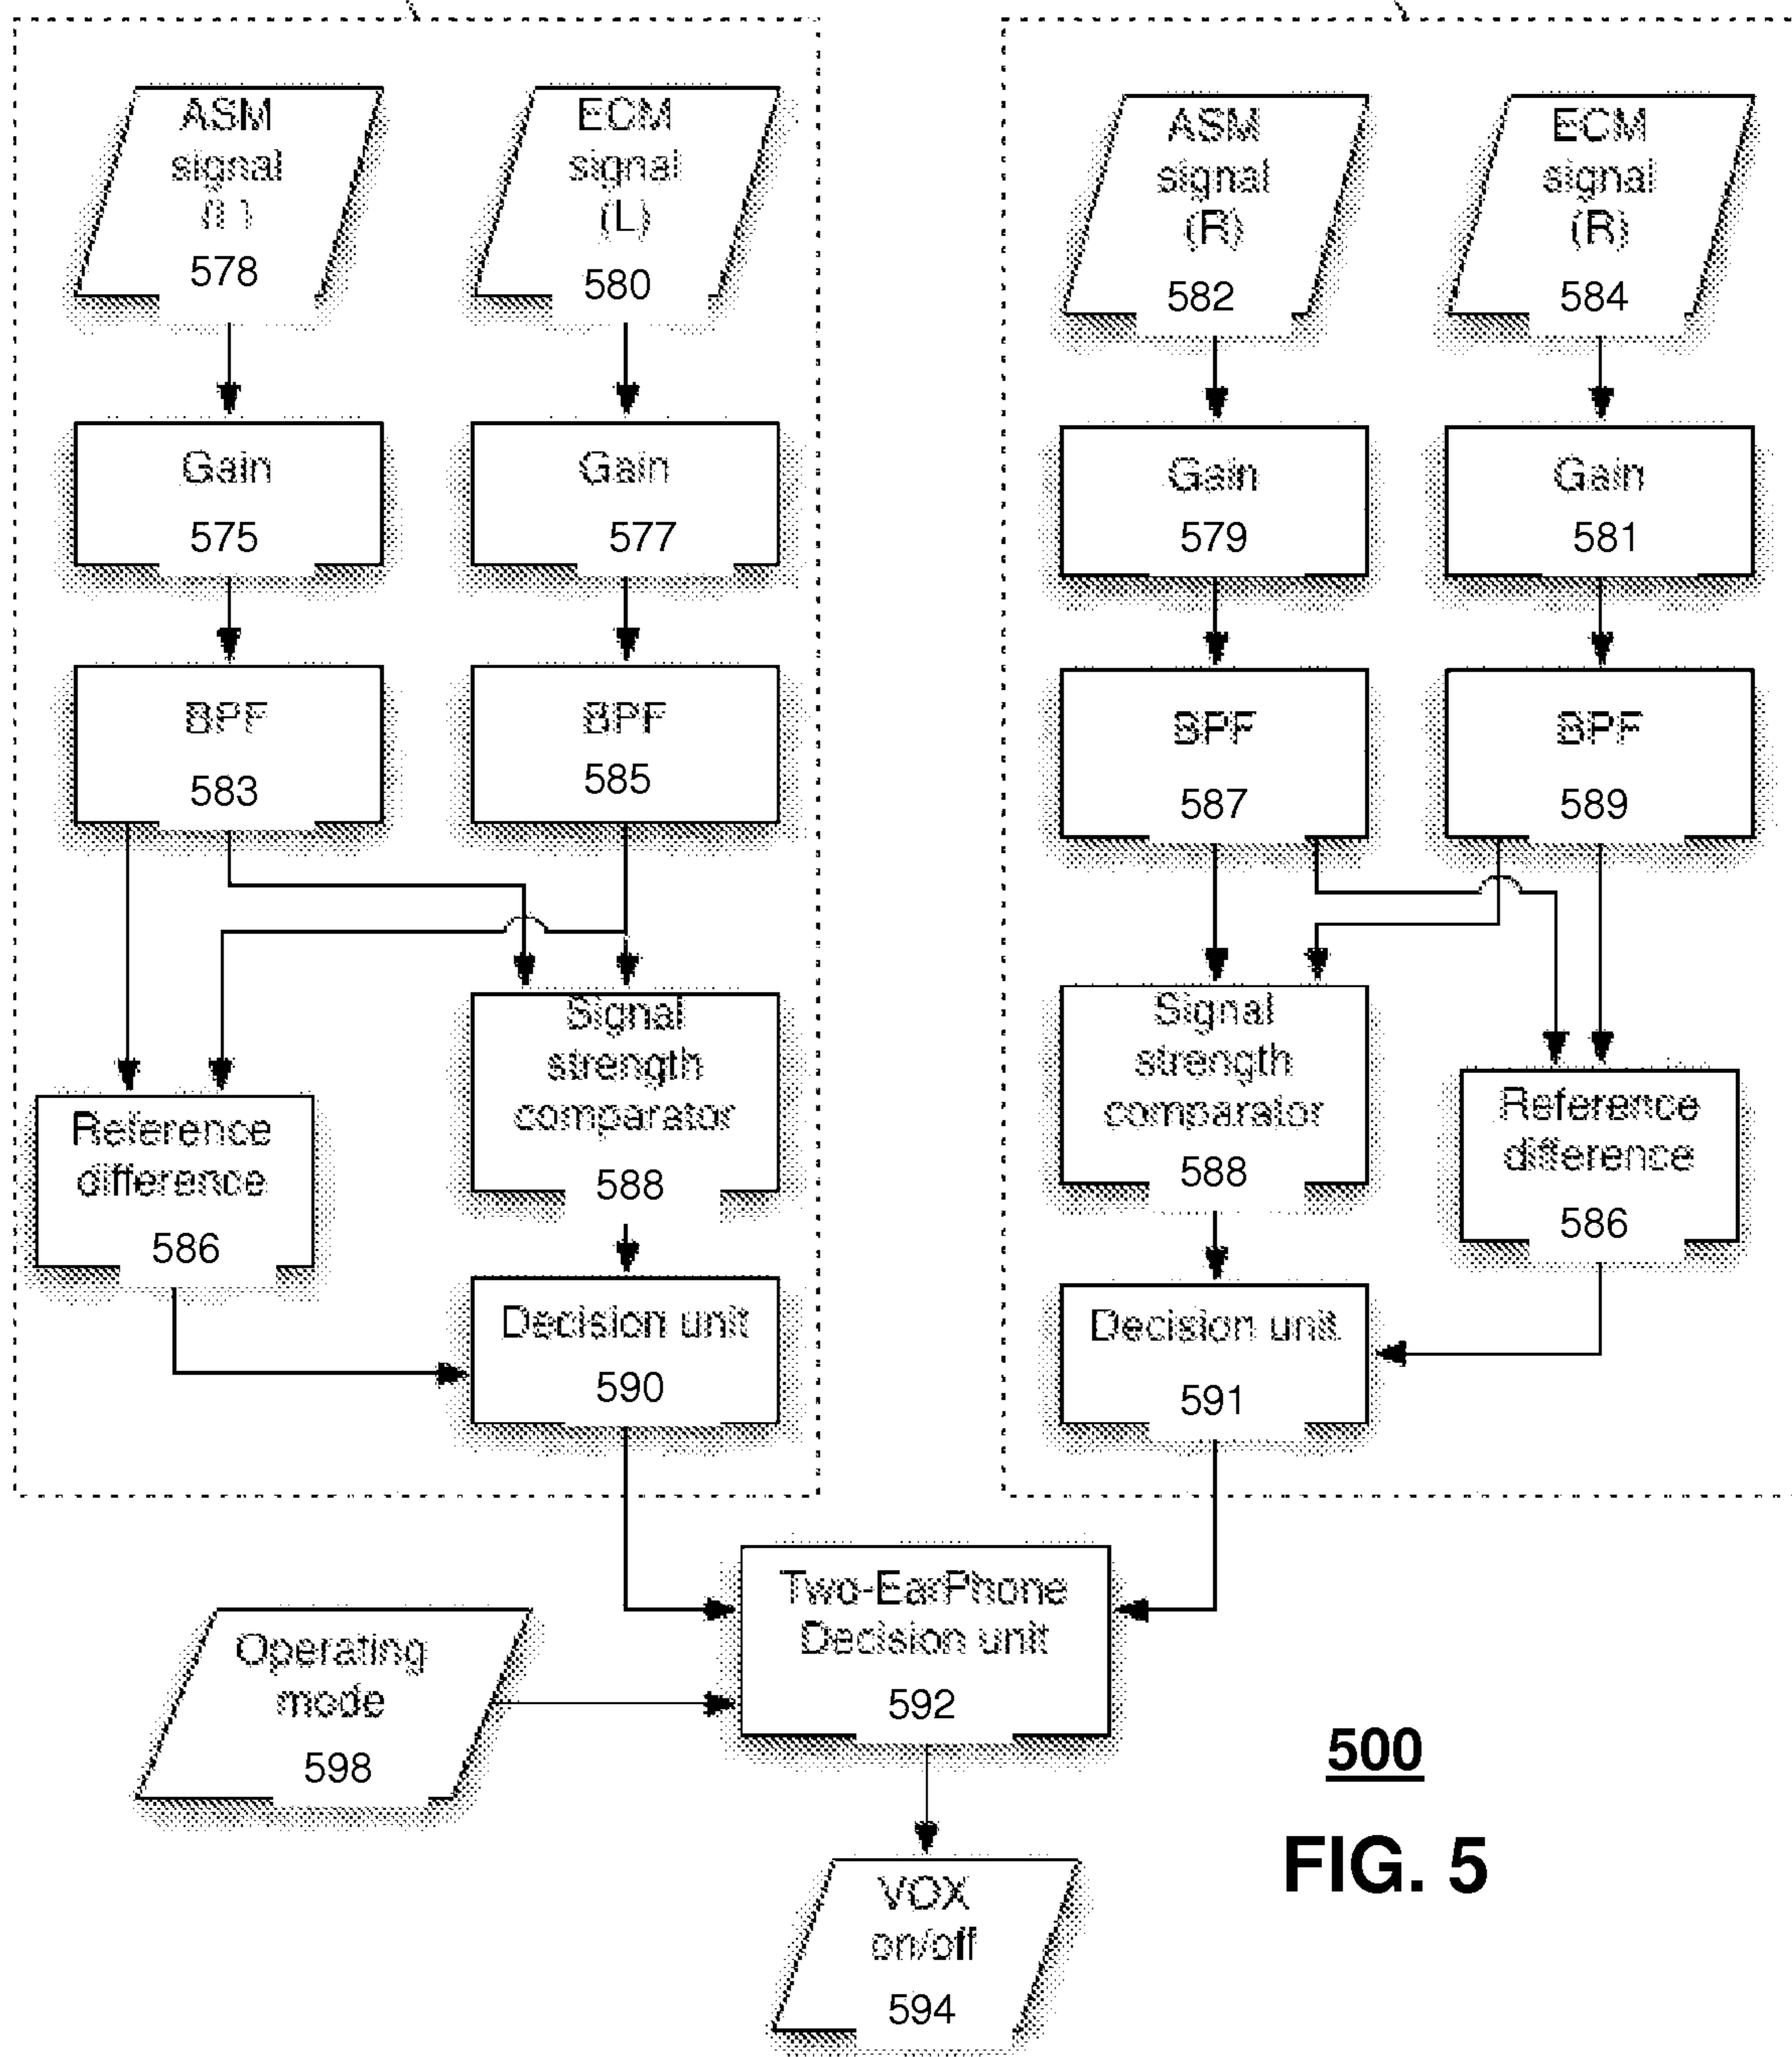 ASM
signal
(L)
578
ECM
signal
(L)
580
Gain
575
Gain
577
BPF
583
BPF
585
Reference
difference
586
Signal
strength
comparator
588
Decision unit
590
ASM
signal
(R)
582
ECM
signal
(R)
584
Gain
579
Gain
581
BPF
587
BPF
589
Signal
strength
comparator
588
Reference
difference
586
Decision unit
591
Two-EarPhone
Decision unit
592
Operating
mode
598
VOX
on/off
594
500
FIG. 5